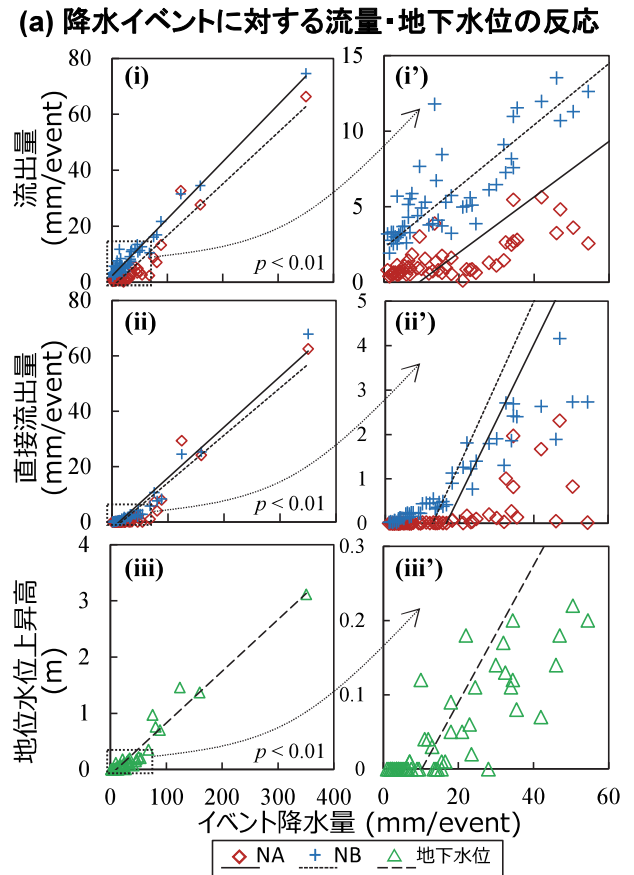 (a) 降水イベントに対する流量・地下水位の反応
流出量
(mm/event)
80
60
40
20
0
(i)
p < 0.01
15
10
5
0
(i')
直接流出量
(mm/event)
80
60
40
20
0
(ii)
p < 0.01
5
4
3
2
1
0
(ii')
地位水位上昇高
(m)
4
3
2
1
0
(iii)
p < 0.01
0.3
0.2
0.1
0
(iii')
0 100 200 300 400
0 20 40 60
イベント降水量 (mm/event)
NA NB 地下水位